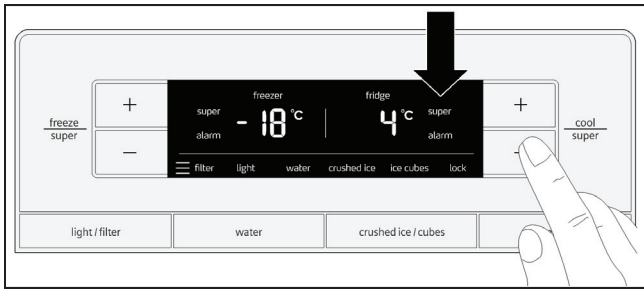 freezer
fridge
super
super
- 18 °C
4 °C
alarm
alarm
filter light water crushed ice ice cubes lock
freeze
super
+
−
+
cool
super
light / filter
water
crushed ice / cubes